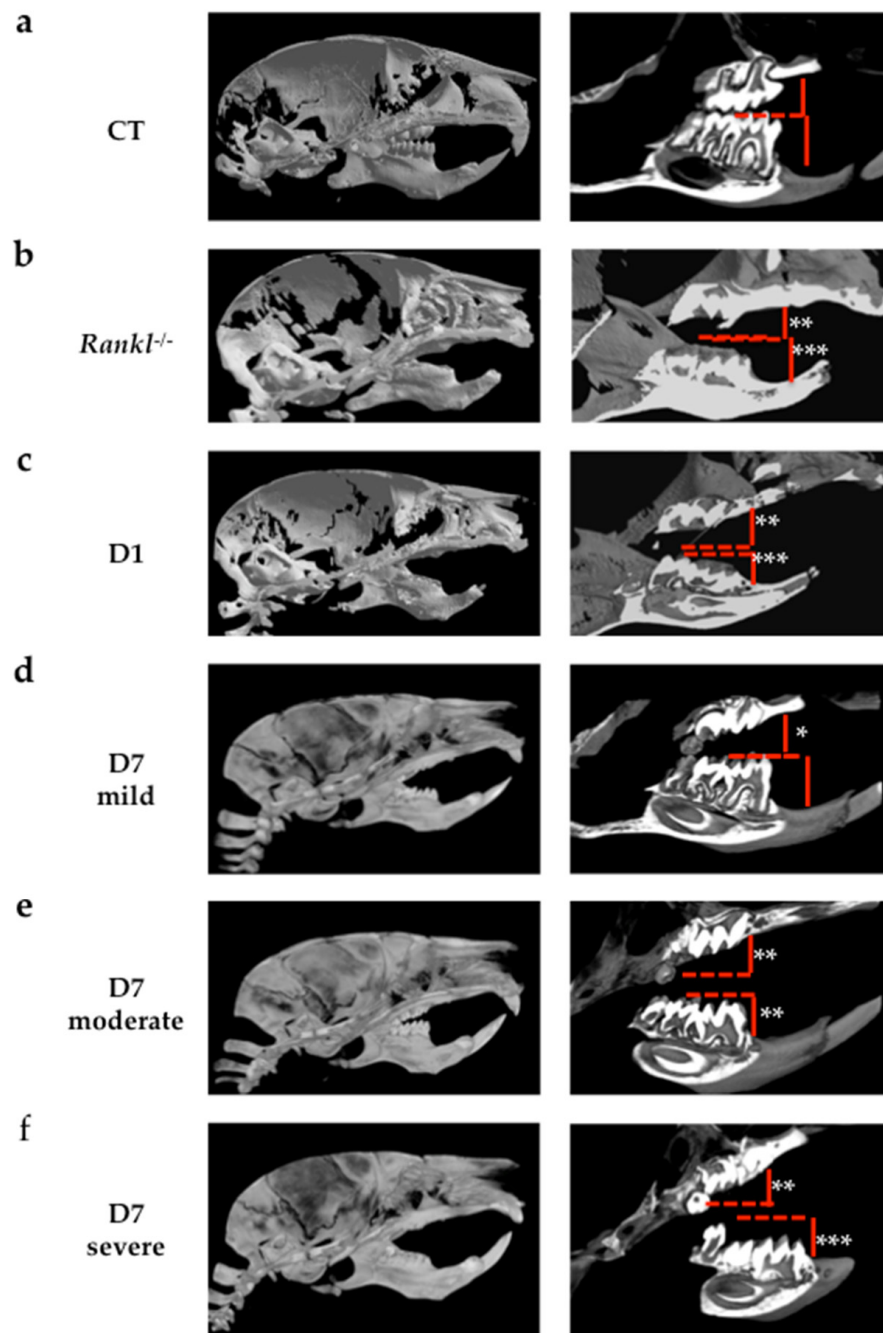 a
CT
b
Rankl-/-
**
***
c
D1
**
***
d
D7
mild
*
e
D7
moderate
**
**
f
D7
severe
**
***